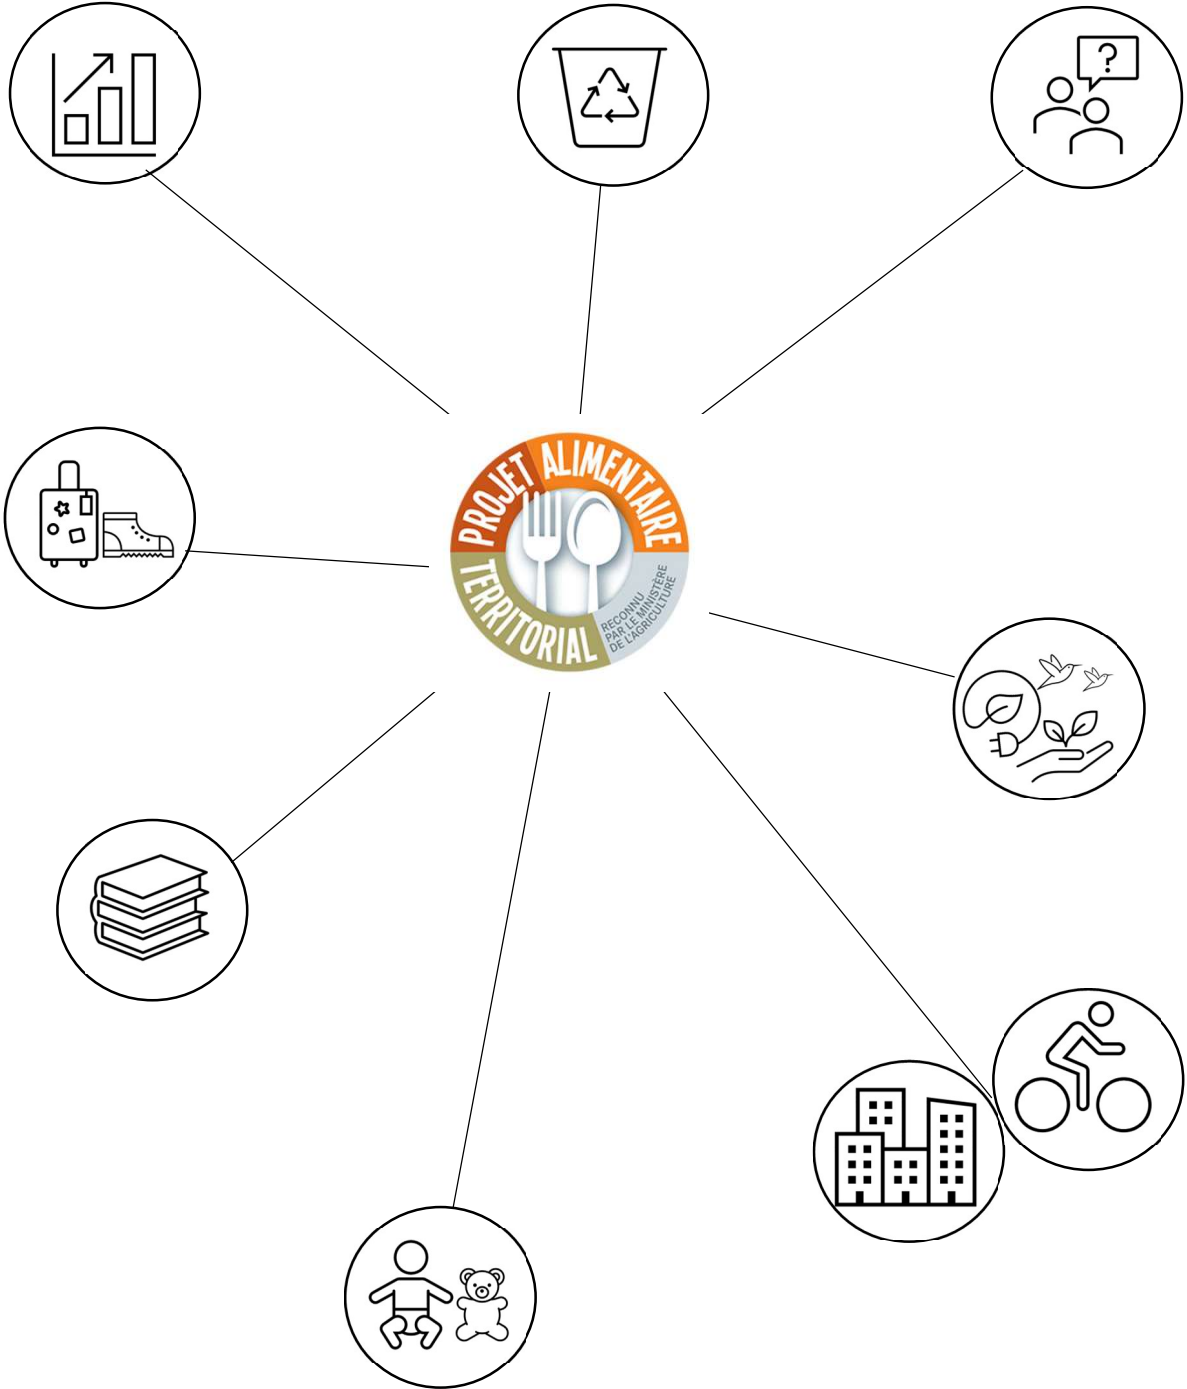 ?
PROJET ALIMENTAIRE
TERRITORIAL
RECONNU
PAR LE MINISTÈRE
DE L'AGRICULTURE